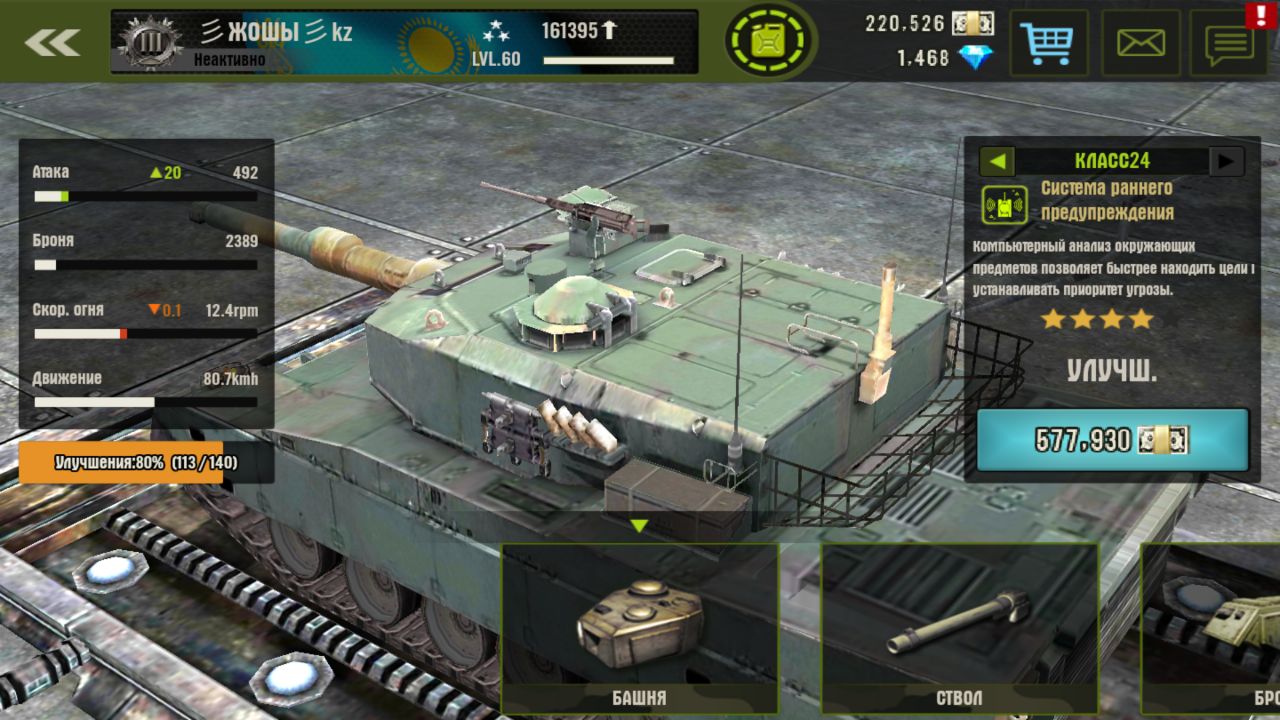 彡 ЖОШЫ 彡 kz
Неактивно
III
LVL.60
161395
220,526
1,468
!
Атака 20 492
Броня 2389
Скор. огня 0.1 12.4rpm
Движение 80.7kmh
Улучшения:80% (113/140)
КЛАСС24
Система раннего
предупреждения
Компьютерный анализ окружающих
предметов позволяет быстрее находить цели и
устанавливать приоритет угрозы.
УЛУЧШ.
577,930
БАШНЯ
СТВОЛ
БРО